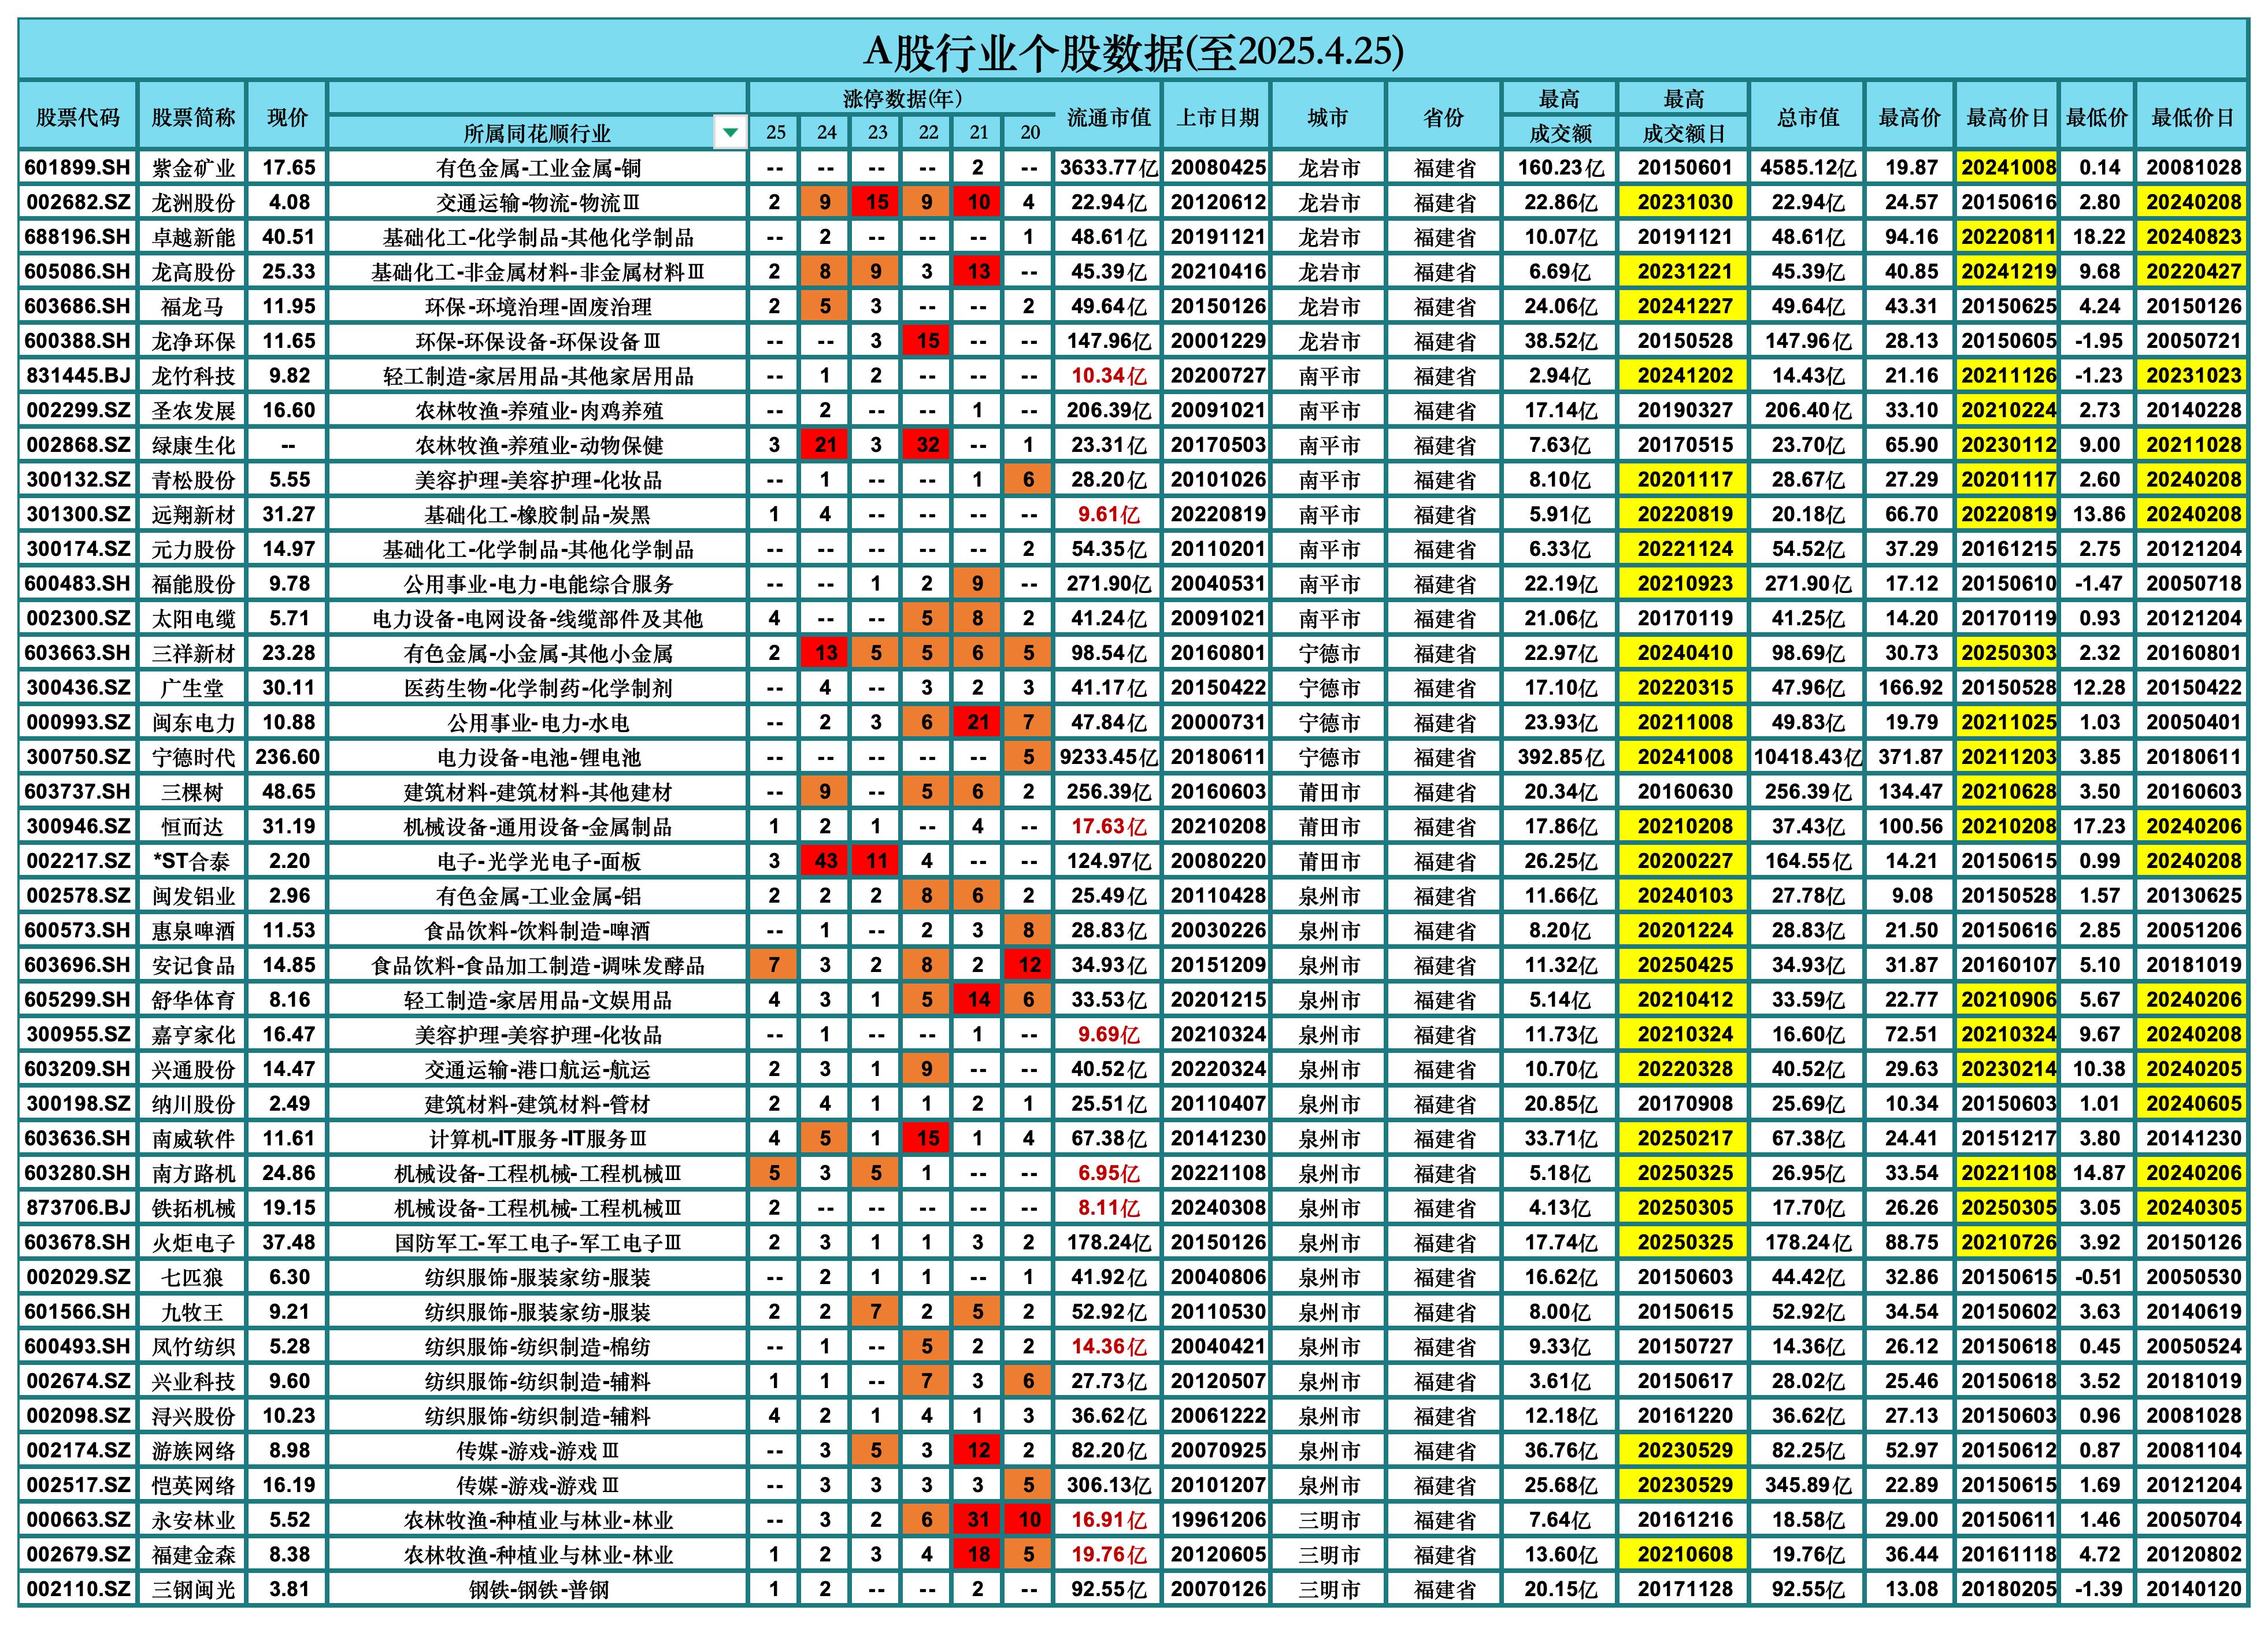 A股行业个股数据(至2025.4.25)
股票代码 股票简称 现价 所属同花顺行业 涨停数据(年) 流通市值 上市日期 城市 省份 最高 最高 总市值 最高价 最高价日 最低价 最低价日
25 24 23 22 21 20 成交额 成交额日
601899.SH 紫金矿业 17.65 有色金属-工业金属-铜 -- -- -- -- 2 -- 3633.77亿 20080425 龙岩市 福建省 160.23亿 20150601 4585.12亿 19.87 20241008 0.14 20081028
002682.SZ 龙洲股份 4.08 交通运输-物流-物流Ⅲ 2 9 15 9 10 4 22.94亿 20120612 龙岩市 福建省 22.86亿 20231030 22.94亿 24.57 20150616 2.80 20240208
688196.SH 卓越新能 40.51 基础化工-化学制品-其他化学制品 -- 2 -- -- -- 1 48.61亿 20191121 龙岩市 福建省 10.07亿 20191121 48.61亿 94.16 20220811 18.22 20240823
605086.SH 龙高股份 25.33 基础化工-非金属材料-非金属材料Ⅲ 2 8 9 3 13 -- 45.39亿 20210416 龙岩市 福建省 6.69亿 20231221 45.39亿 40.85 20241219 9.68 20220427
603686.SH 福龙马 11.95 环保-环境治理-固废治理 2 5 3 -- -- 2 49.64亿 20150126 龙岩市 福建省 24.06亿 20241227 49.64亿 43.31 20150625 4.24 20150126
600388.SH 龙净环保 11.65 环保-环保设备-环保设备Ⅲ -- -- 3 15 -- -- 147.96亿 20001229 龙岩市 福建省 38.52亿 20150528 147.96亿 28.13 20150605 -1.95 20050721
831445.BJ 龙竹科技 9.82 轻工制造-家居用品-其他家居用品 -- 1 2 -- -- -- 10.34亿 20200727 南平市 福建省 2.94亿 20241202 14.43亿 21.16 20211126 -1.23 20231023
002299.SZ 圣农发展 16.60 农林牧渔-养殖业-肉鸡养殖 -- 2 -- -- 1 -- 206.39亿 20091021 南平市 福建省 17.14亿 20190327 206.40亿 33.10 20210224 2.73 20140228
002868.SZ 绿康生化 -- 农林牧渔-养殖业-动物保健 3 21 3 32 -- 1 23.31亿 20170503 南平市 福建省 7.63亿 20170515 23.70亿 65.90 20230112 9.00 20211028
300132.SZ 青松股份 5.55 美容护理-美容护理-化妆品 -- 1 -- -- 1 6 28.20亿 20101026 南平市 福建省 8.10亿 20201117 28.67亿 27.29 20201117 2.60 20240208
301300.SZ 远翔新材 31.27 基础化工-橡胶制品-炭黑 1 4 -- -- -- -- 9.61亿 20220819 南平市 福建省 5.91亿 20220819 20.18亿 66.70 20220819 13.86 20240208
300174.SZ 元力股份 14.97 基础化工-化学制品-其他化学制品 -- -- -- -- -- 2 54.35亿 20110201 南平市 福建省 6.33亿 20221124 54.52亿 37.29 20161215 2.75 20121204
600483.SH 福能股份 9.78 公用事业-电力-电能综合服务 -- -- 1 2 9 -- 271.90亿 20040531 南平市 福建省 22.19亿 20210923 271.90亿 17.12 20150610 -1.47 20050718
002300.SZ 太阳电缆 5.71 电力设备-电网设备-线缆部件及其他 4 -- -- 5 8 2 41.24亿 20091021 南平市 福建省 21.06亿 20170119 41.25亿 14.20 20170119 0.93 20121204
603663.SH 三祥新材 23.28 有色金属-小金属-其他小金属 2 13 5 5 6 5 98.54亿 20160801 宁德市 福建省 22.97亿 20240410 98.69亿 30.73 20250303 2.32 20160801
300436.SZ 广生堂 30.11 医药生物-化学制药-化学制剂 -- 4 -- 3 2 3 41.17亿 20150422 宁德市 福建省 17.10亿 20220315 47.96亿 166.92 20150528 12.28 20150422
000993.SZ 闽东电力 10.88 公用事业-电力-水电 -- 2 3 6 21 7 47.84亿 20000731 宁德市 福建省 23.93亿 20211008 49.83亿 19.79 20211025 1.03 20050401
300750.SZ 宁德时代 236.60 电力设备-电池-锂电池 -- -- -- -- -- 5 9233.45亿 20180611 宁德市 福建省 392.85亿 20241008 10418.43亿 371.87 20211203 3.85 20180611
603737.SH 三棵树 48.65 建筑材料-建筑材料-其他建材 -- 9 -- 5 6 2 256.39亿 20160603 莆田市 福建省 20.34亿 20160630 256.39亿 134.47 20210628 3.50 20160603
300946.SZ 恒而达 31.19 机械设备-通用设备-金属制品 1 2 1 -- 4 -- 17.63亿 20210208 莆田市 福建省 17.86亿 20210208 37.43亿 100.56 20210208 17.23 20240206
002217.SZ *ST合泰 2.20 电子-光学光电子-面板 3 43 11 4 -- -- 124.97亿 20080220 莆田市 福建省 26.25亿 20200227 164.55亿 14.21 20150615 0.99 20240208
002578.SZ 闽发铝业 2.96 有色金属-工业金属-铝 2 2 2 8 6 2 25.49亿 20110428 泉州市 福建省 11.66亿 20240103 27.78亿 9.08 20150528 1.57 20130625
600573.SH 惠泉啤酒 11.53 食品饮料-饮料制造-啤酒 -- 1 -- 2 3 8 28.83亿 20030226 泉州市 福建省 8.20亿 20201224 28.83亿 21.50 20150616 2.85 20051206
603696.SH 安记食品 14.85 食品饮料-食品加工制造-调味发酵品 7 3 2 8 2 12 34.93亿 20151209 泉州市 福建省 11.32亿 20250425 34.93亿 31.87 20160107 5.10 20181019
605299.SH 舒华体育 8.16 轻工制造-家居用品-文娱用品 4 3 1 5 14 6 33.53亿 20201215 泉州市 福建省 5.14亿 20210412 33.59亿 22.77 20210906 5.67 20240206
300955.SZ 嘉亨家化 16.47 美容护理-美容护理-化妆品 -- 1 -- -- 1 -- 9.69亿 20210324 泉州市 福建省 11.73亿 20210324 16.60亿 72.51 20210324 9.67 20240208
603209.SH 兴通股份 14.47 交通运输-港口航运-航运 2 3 1 9 -- -- 40.52亿 20220324 泉州市 福建省 10.70亿 20220328 40.52亿 29.63 20230214 10.38 20240205
300198.SZ 纳川股份 2.49 建筑材料-建筑材料-管材 2 4 1 1 2 1 25.51亿 20110407 泉州市 福建省 20.85亿 20170908 25.69亿 10.34 20150603 1.01 20240605
603636.SH 南威软件 11.61 计算机-IT服务-IT服务Ⅲ 4 5 1 15 1 4 67.38亿 20141230 泉州市 福建省 33.71亿 20250217 67.38亿 24.41 20151217 3.80 20141230
603280.SH 南方路机 24.86 机械设备-工程机械-工程机械Ⅲ 5 3 5 1 -- -- 6.95亿 20221108 泉州市 福建省 5.18亿 20250325 26.95亿 33.54 20221108 14.87 20240206
873706.BJ 铁拓机械 19.15 机械设备-工程机械-工程机械Ⅲ 2 -- -- -- -- -- 8.11亿 20240308 泉州市 福建省 4.13亿 20250305 17.70亿 26.26 20250305 3.05 20240305
603678.SH 火炬电子 37.48 国防军工-军工电子-军工电子Ⅲ 2 3 1 1 3 2 178.24亿 20150126 泉州市 福建省 17.74亿 20250325 178.24亿 88.75 20210726 3.92 20150126
002029.SZ 七匹狼 6.30 纺织服饰-服装家纺-服装 -- 2 1 1 -- 1 41.92亿 20040806 泉州市 福建省 16.62亿 20150603 44.42亿 32.86 20150615 -0.51 20050530
601566.SH 九牧王 9.21 纺织服饰-服装家纺-服装 2 2 7 2 5 2 52.92亿 20110530 泉州市 福建省 8.00亿 20150615 52.92亿 34.54 20150602 3.63 20140619
600493.SH 凤竹纺织 5.28 纺织服饰-纺织制造-棉纺 -- 1 -- 5 2 2 14.36亿 20040421 泉州市 福建省 9.33亿 20150727 14.36亿 26.12 20150618 0.45 20050524
002674.SZ 兴业科技 9.60 纺织服饰-纺织制造-辅料 1 1 -- 7 3 6 27.73亿 20120507 泉州市 福建省 3.61亿 20150617 28.02亿 25.46 20150618 3.52 20181019
002098.SZ 浔兴股份 10.23 纺织服饰-纺织制造-辅料 4 2 1 4 1 3 36.62亿 20061222 泉州市 福建省 12.18亿 20161220 36.62亿 27.13 20150603 0.96 20081028
002174.SZ 游族网络 8.98 传媒-游戏-游戏Ⅲ -- 3 5 3 12 2 82.20亿 20070925 泉州市 福建省 36.76亿 20230529 82.25亿 52.97 20150612 0.87 20081104
002517.SZ 恺英网络 16.19 传媒-游戏-游戏Ⅲ -- 3 3 3 3 5 306.13亿 20101207 泉州市 福建省 25.68亿 20230529 345.89亿 22.89 20150615 1.69 20121204
000663.SZ 永安林业 5.52 农林牧渔-种植业与林业-林业 -- 3 2 6 31 10 16.91亿 19961206 三明市 福建省 7.64亿 20161216 18.58亿 29.00 20150611 1.46 20050704
002679.SZ 福建金森 8.38 农林牧渔-种植业与林业-林业 1 2 3 4 18 5 19.76亿 20120605 三明市 福建省 13.60亿 20210608 19.76亿 36.44 20161118 4.72 20120802
002110.SZ 三钢闽光 3.81 钢铁-钢铁-普钢 1 2 -- -- 2 -- 92.55亿 20070126 三明市 福建省 20.15亿 20171128 92.55亿 13.08 20180205 -1.39 20140120